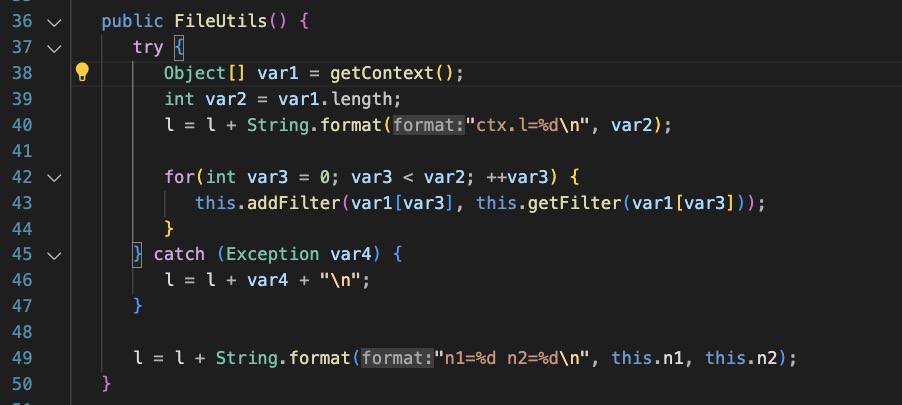 36 public FileUtils() {
37 try {
38 Object[] var1 = getContext();
39 int var2 = var1.length;
40 l = l + String.format(format:"ctx.l=%d\n", var2);
41
42 for(int var3 = 0; var3 < var2; ++var3) {
43 this.addFilter(var1[var3], this.getFilter(var1[var3]));
44 }
45 } catch (Exception var4) {
46 l = l + var4 + "\n";
47 }
48
49 l = l + String.format(format:"n1=%d n2=%d\n", this.n1, this.n2);
50 }